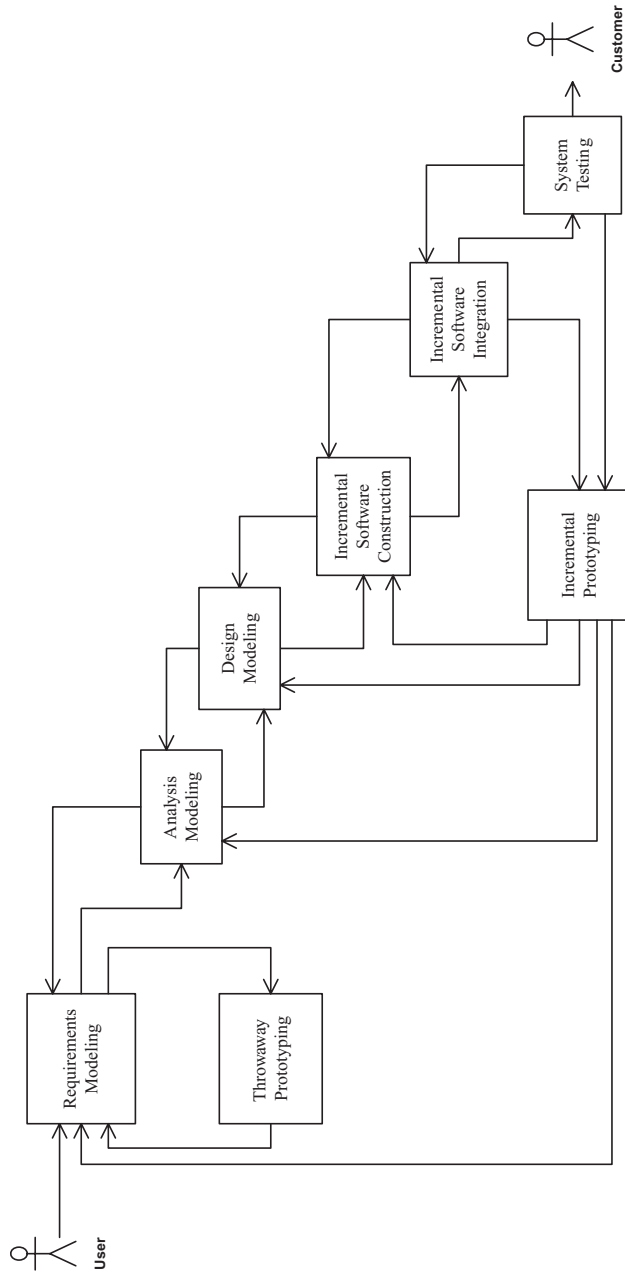 User
Requirements
Modeling
Throwaway
Prototyping
Analysis
Modeling
Design
Modeling
Incremental
Software
Construction
Incremental
Prototyping
Incremental
Software
Integration
System
Testing
Customer